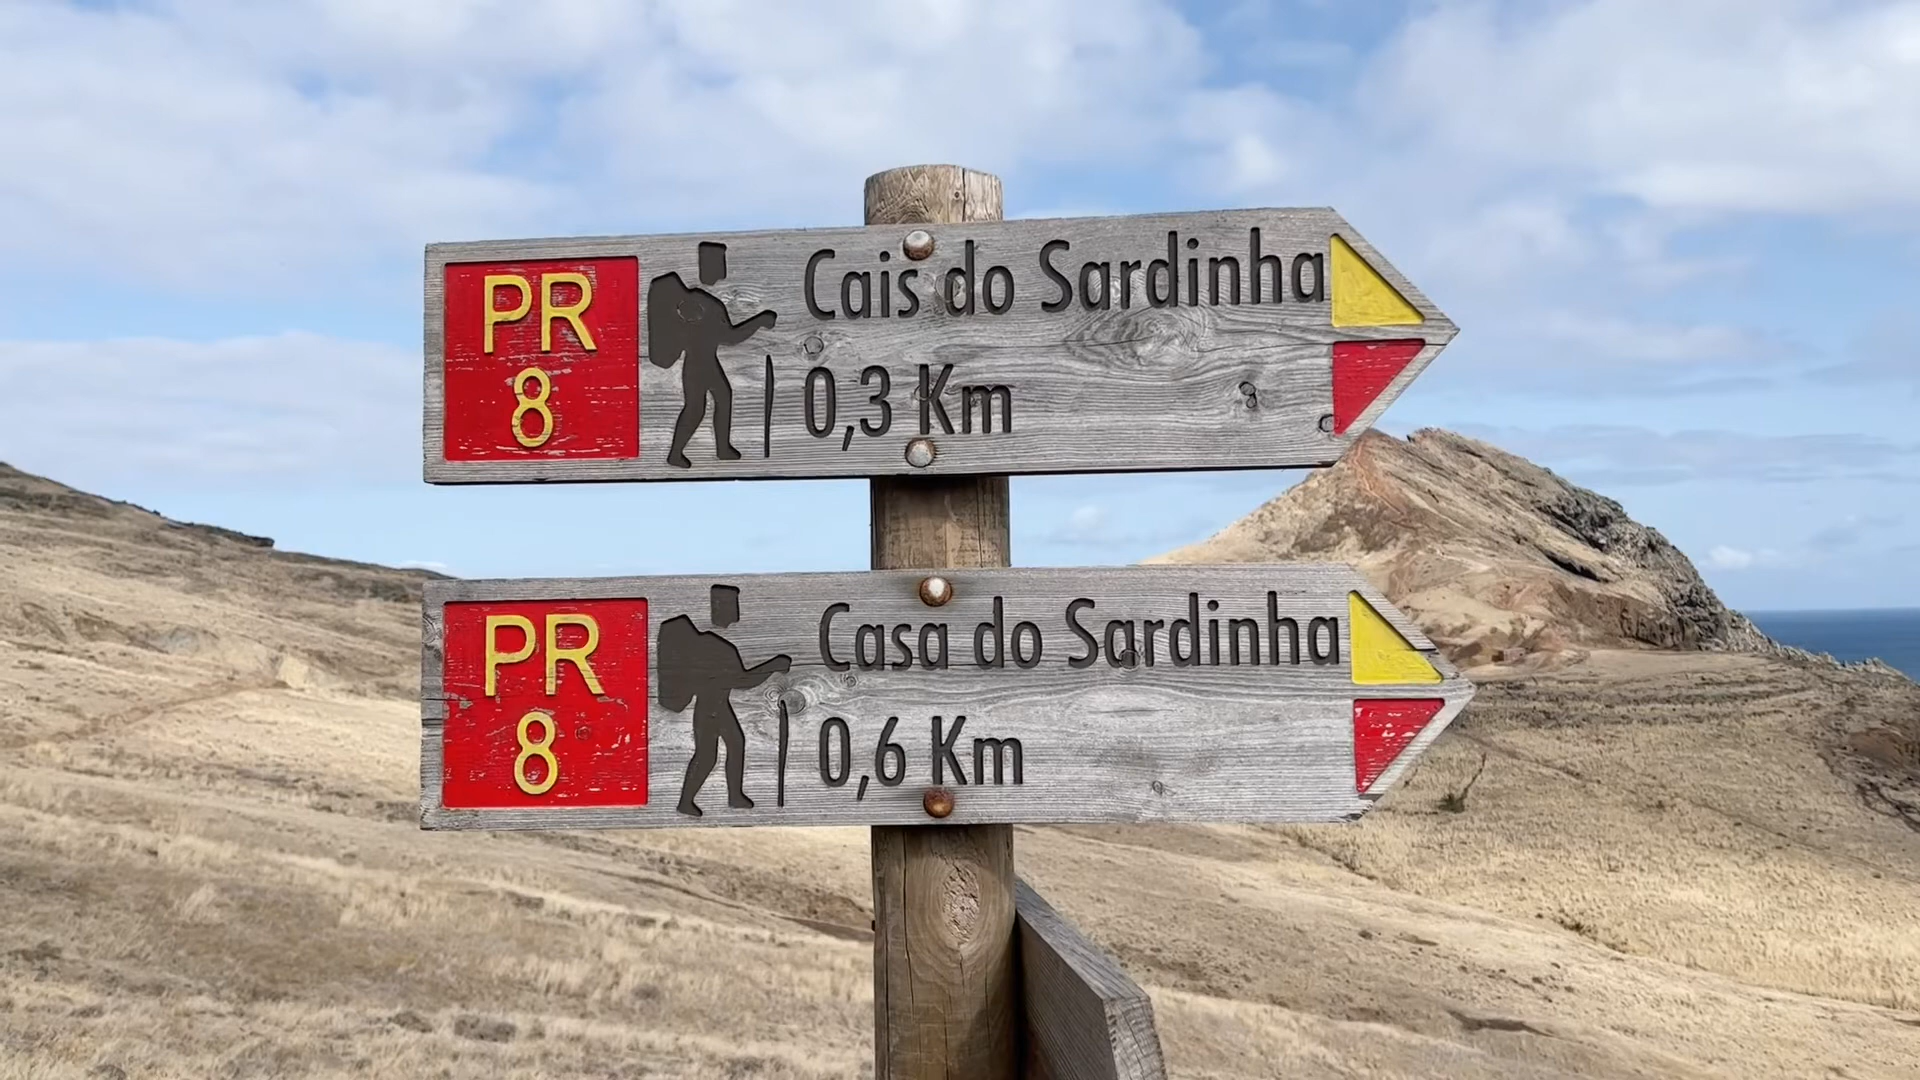 PR
8
Cais do Sardinha
0,3 Km
PR
8
Casa do Sardinha
0,6 Km